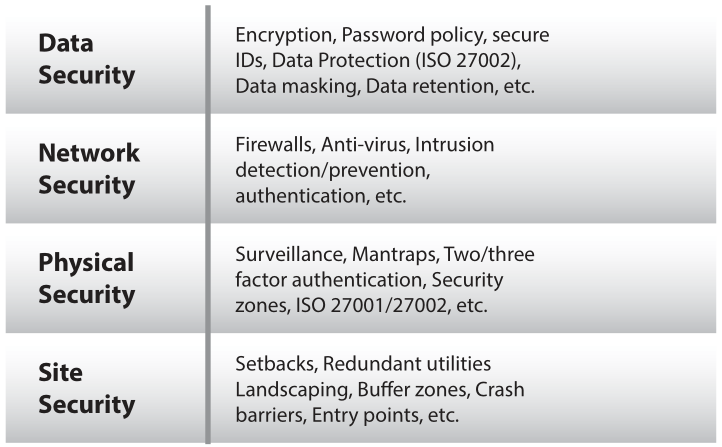 Data
Security
Encryption, Password policy, secure
IDs, Data Protection (ISO 27002),
Data masking, Data retention, etc.
Network
Security
Firewalls, Anti-virus, Intrusion
detection/prevention,
authentication, etc.
Physical
Security
Surveillance, Mantraps, Two/three
factor authentication, Security
zones, ISO 27001/27002, etc.
Site
Security
Setbacks, Redundant utilities
Landscaping, Buffer zones, Crash
barriers, Entry points, etc.